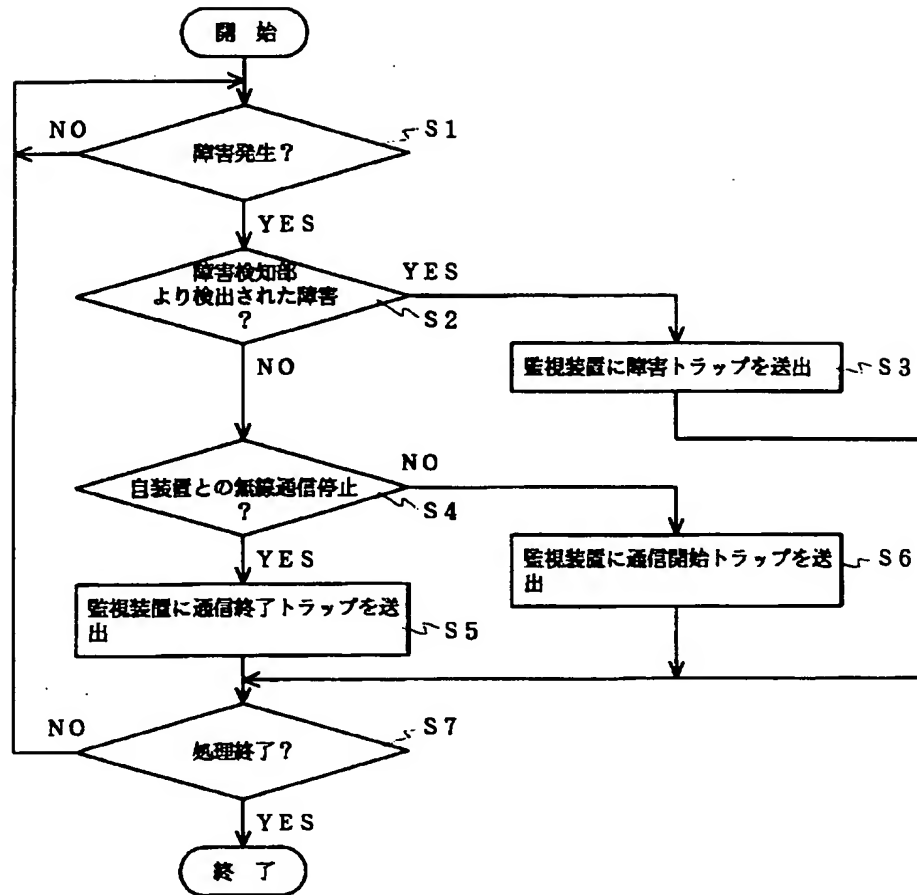 開 始
NO
障害発生?
S1
YES
障害検知部
より検出された障害
?
YES
S2
NO
監視装置に障害トラップを送出
S3
自装置との無線通信停止
?
NO
S4
YES
監視装置に通信開始トラップを送
出
S6
監視装置に通信終了トラップを送
出
S5
NO
処理終了?
S7
YES
終 了